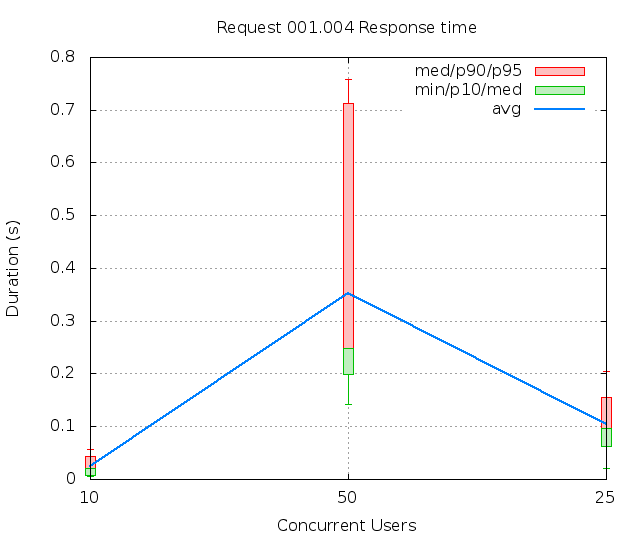 Request 001.004 Response time
med/p90/p95
min/p10/med
avg
0.8
0.7
0.6
0.5
0.4
0.3
0.2
0.1
0
Duration (s)
10
50
25
Concurrent Users